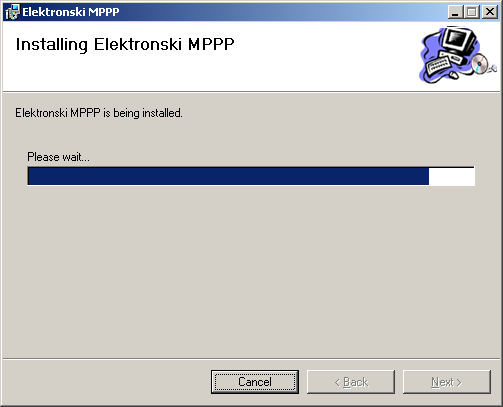 Elektronski MPPP
Installing Elektronski MPPP
Elektronski MPPP is being installed.
Please wait...
Cancel
< Back
Next >